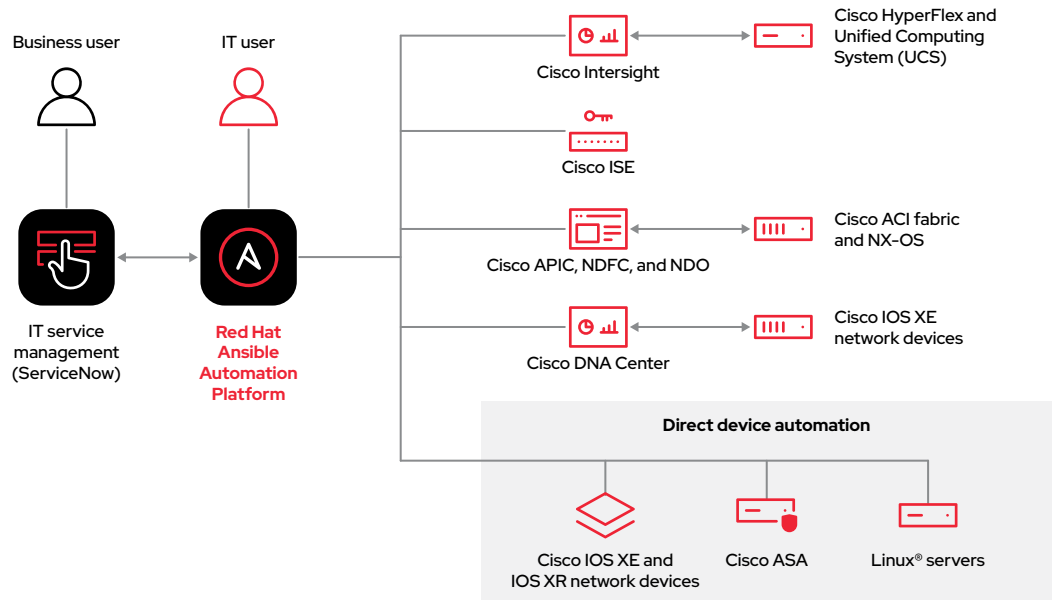 Business user
IT user
IT service
management
(ServiceNow)
Red Hat
Ansible
Automation
Platform
Cisco Intersight
Cisco HyperFlex and
Unified Computing
System (UCS)
Cisco ISE
Cisco APIC, NDFC, and NDO
Cisco ACI fabric
and NX-OS
Cisco DNA Center
Cisco IOS XE
network devices
Direct device automation
Cisco IOS XE and
IOS XR network devices
Cisco ASA
Linux® servers